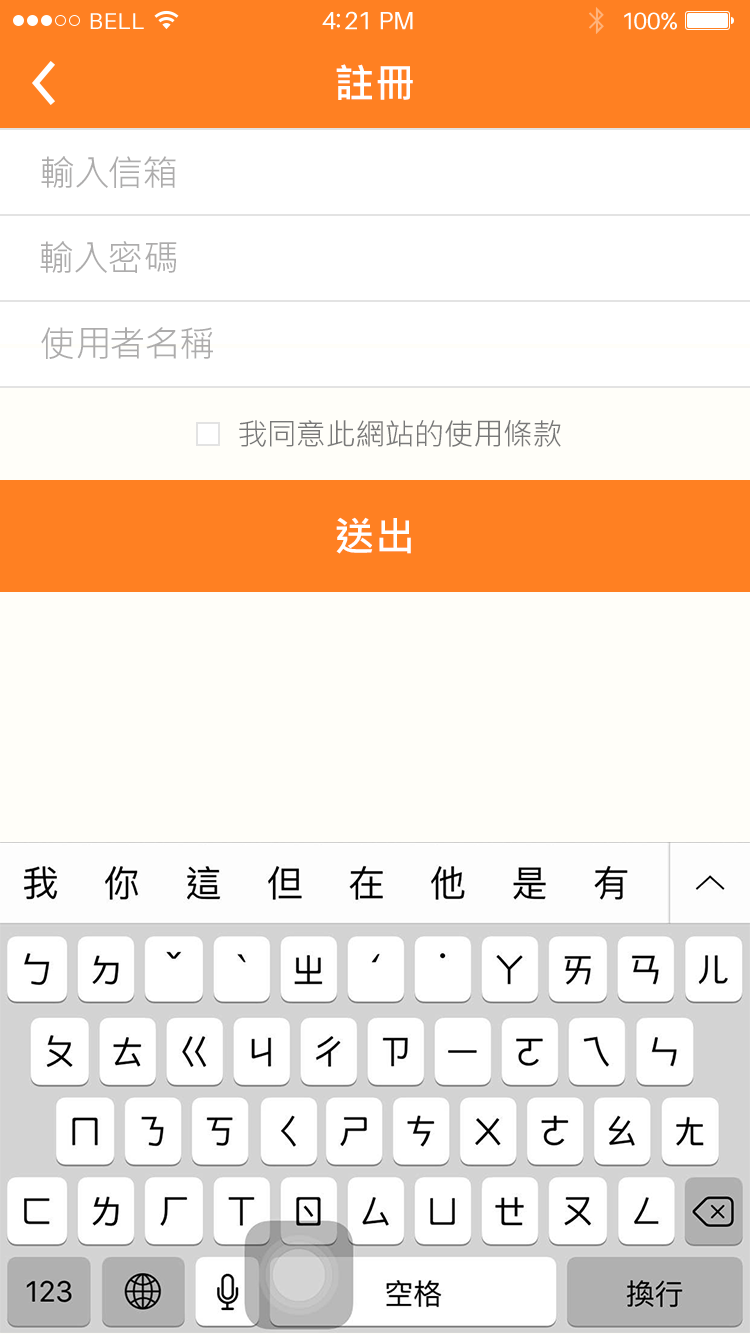 BELL 4:21 PM 100%
註冊
輸入信箱
輸入密碼
使用者名稱
我同意此網站的使用條款
送出
我 你 這 但 在 他 是 有
ㄅ ㄉ ˇ ˋ ㄓ ˊ ˙ ㄚ ㄞ ㄢ ㄦ
ㄆ ㄊ ㄍ ㄐ ㄔ ㄗ ㄧ ㄛ ㄟ ㄣ
ㄇ ㄋ ㄎ ㄑ ㄕ ㄘ ㄨ ㄜ ㄠ ㄤ
ㄈ ㄌ ㄏ ㄒ ㄖ ㄙ ㄩ ㄝ ㄡ ㄥ
123 空格 換行